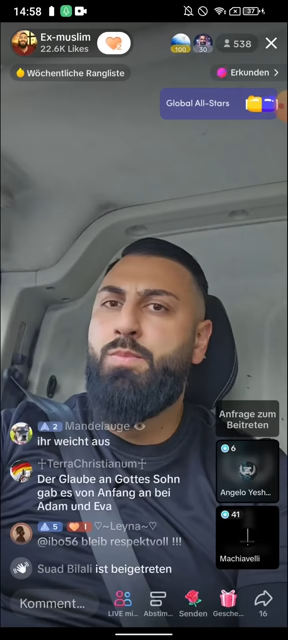 14:58
37
Ex-muslim
22.6K Likes
100
30
538
Wöchentliche Rangliste
Erkunden >
Global All-Stars
Anfrage zum
Beitreten
2 Mandelauge
ihr weicht aus
6
Angelo Yesh...
TerraChristianum
Der Glaube an Gottes Sohn
gab es von Anfang an bei
Adam und Eva
41
Machiavelli
5 1 ♡~Leyna~♡
@ibo56 bleib respektvoll !!!
Suad Bilali ist beigetreten
Komment...
LIVE mi...
Abstim...
Senden
Gesche...
16